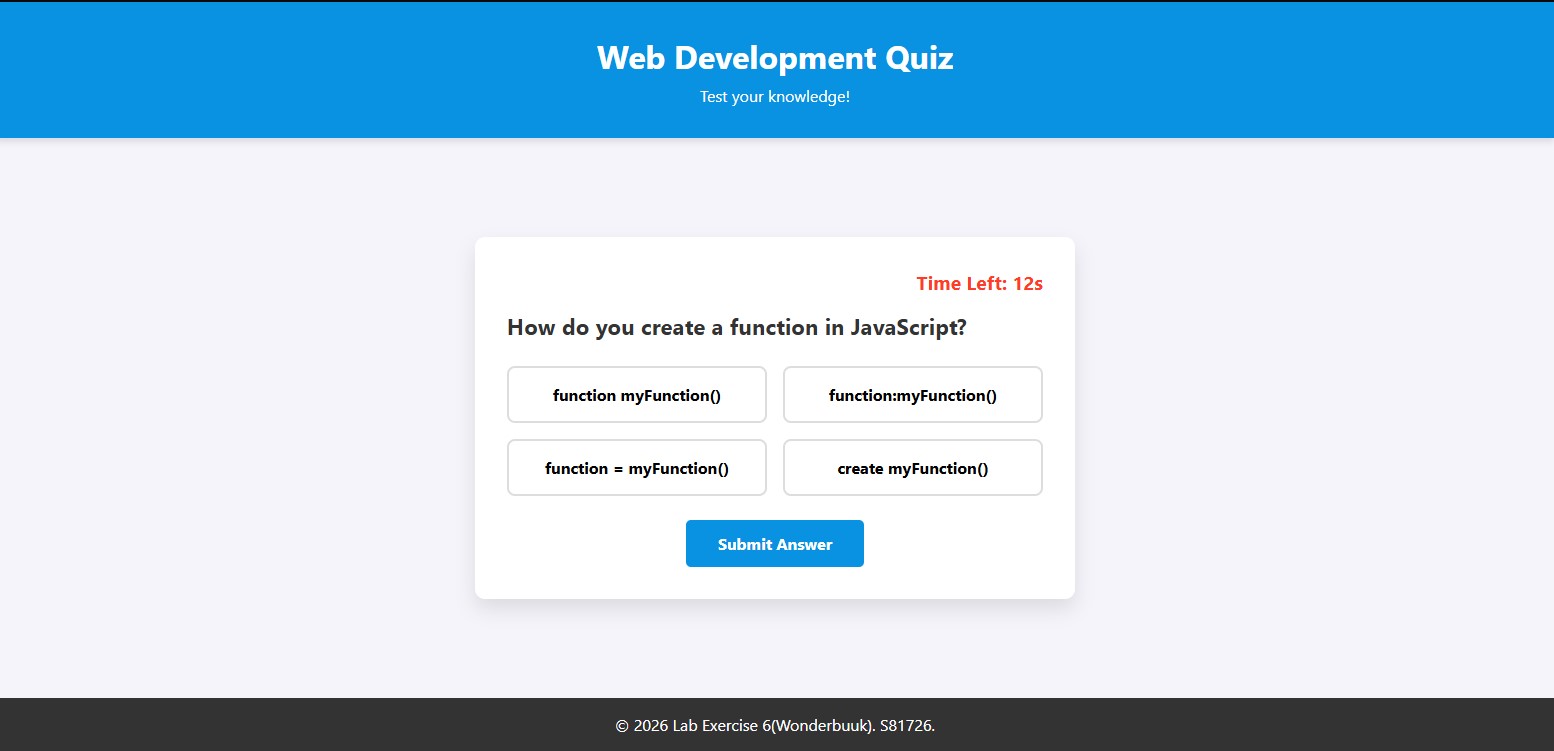 Web Development Quiz
Test your knowledge!
Time Left: 12s
How do you create a function in JavaScript?
function myFunction()
function:myFunction()
function = myFunction()
create myFunction()
Submit Answer
© 2026 Lab Exercise 6(Wonderbuuk). S81726.